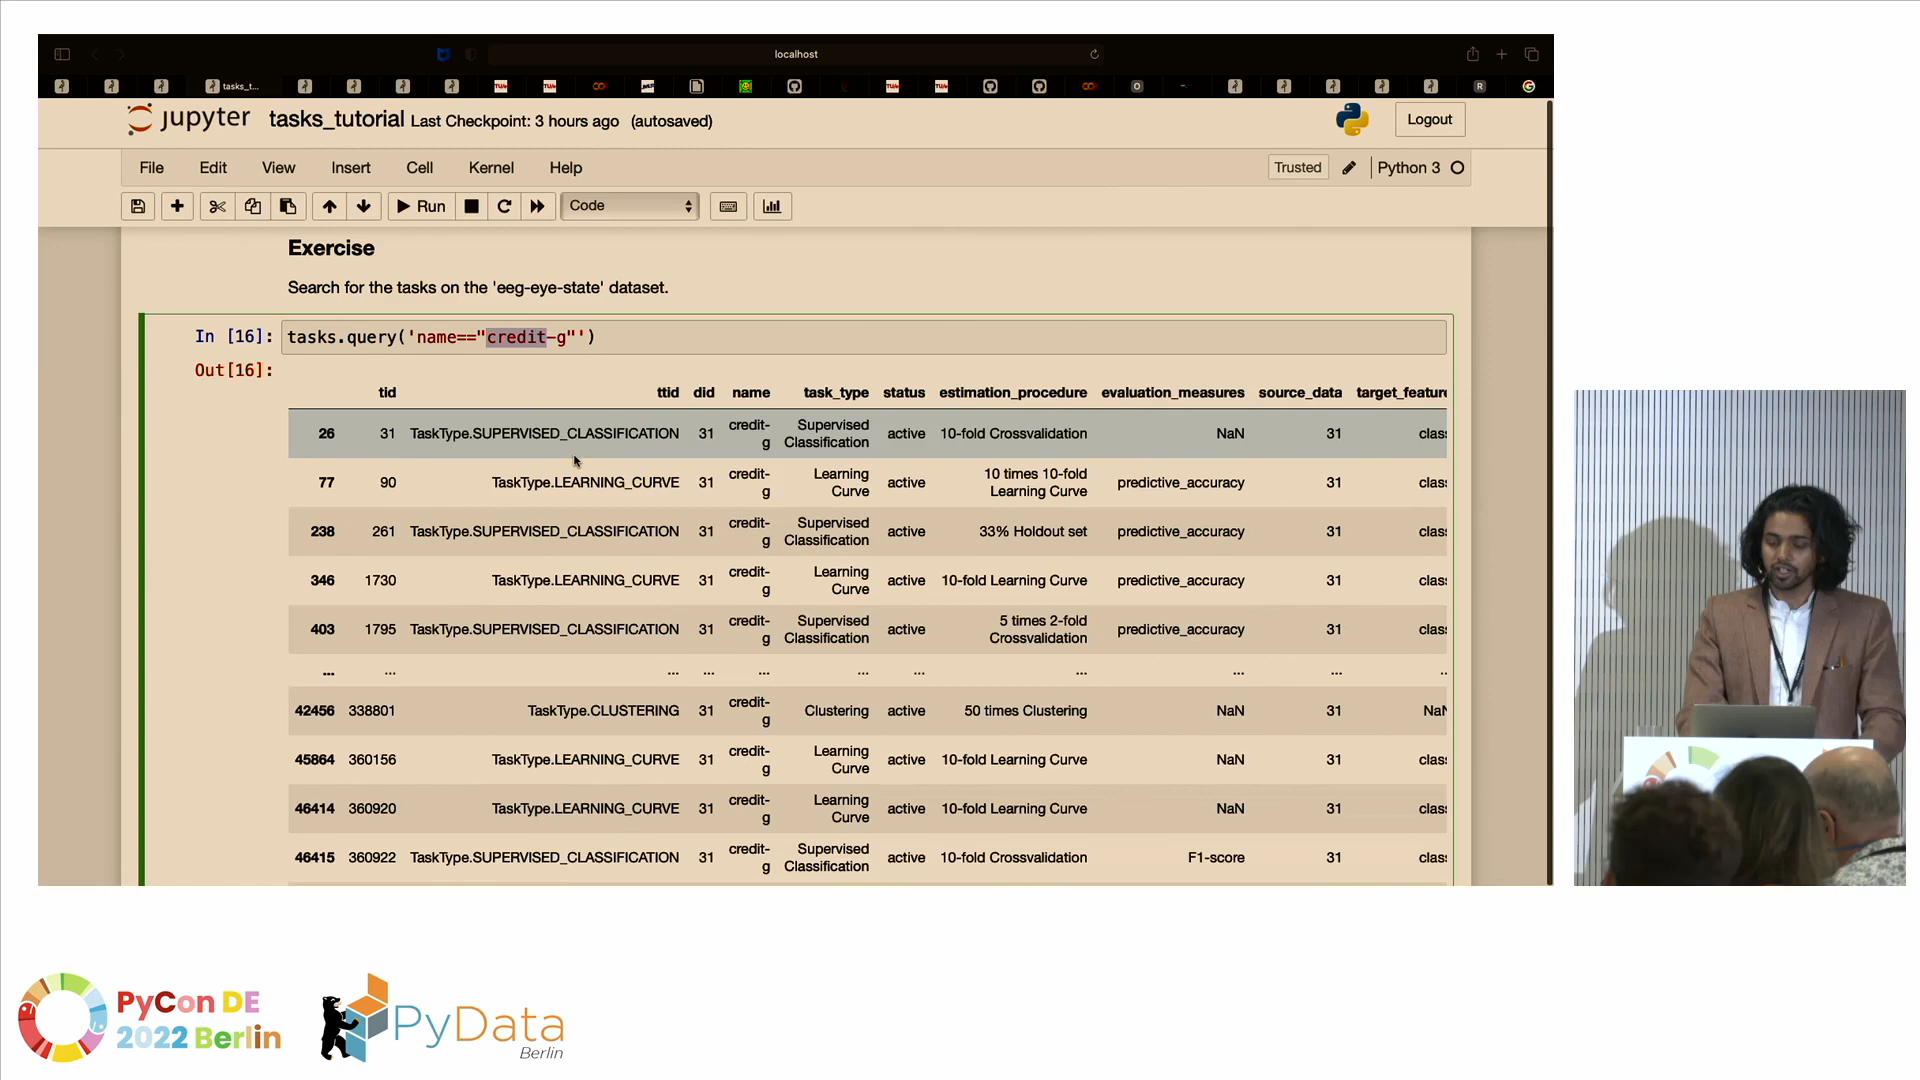 localhost
tasks_t...
jupyter tasks_tutorial Last Checkpoint: 3 hours ago (autosaved)
Logout
File Edit View Insert Cell Kernel Help
Trusted Python 3
Run Code
Exercise
Search for the tasks on the 'eeg-eye-state' dataset.
In [16]: tasks.query('name=="credit-g"')
Out[16]:
tid ttid did name task_type status estimation_procedure evaluation_measures source_data target_feature
26 31 TaskType.SUPERVISED_CLASSIFICATION 31 credit-g Supervised Classification active 10-fold Crossvalidation NaN 31 clas
77 90 TaskType.LEARNING_CURVE 31 credit-g Learning Curve active 10 times 10-fold Learning Curve predictive_accuracy 31 clas
238 261 TaskType.SUPERVISED_CLASSIFICATION 31 credit-g Supervised Classification active 33% Holdout set predictive_accuracy 31 clas
346 1730 TaskType.LEARNING_CURVE 31 credit-g Learning Curve active 10-fold Learning Curve predictive_accuracy 31 clas
403 1795 TaskType.SUPERVISED_CLASSIFICATION 31 credit-g Supervised Classification active 5 times 2-fold Crossvalidation predictive_accuracy 31 clas
... ... ... ... ... ... ... ... ... ... ..
42456 338801 TaskType.CLUSTERING 31 credit-g Clustering active 50 times Clustering NaN 31 NaN
45864 360156 TaskType.LEARNING_CURVE 31 credit-g Learning Curve active 10-fold Learning Curve NaN 31 clas
46414 360920 TaskType.LEARNING_CURVE 31 credit-g Learning Curve active 10-fold Learning Curve NaN 31 clas
46415 360922 TaskType.SUPERVISED_CLASSIFICATION 31 credit-g Supervised Classification active 10-fold Crossvalidation F1-score 31 clas
PyCon DE
2022 Berlin
PyData
Berlin